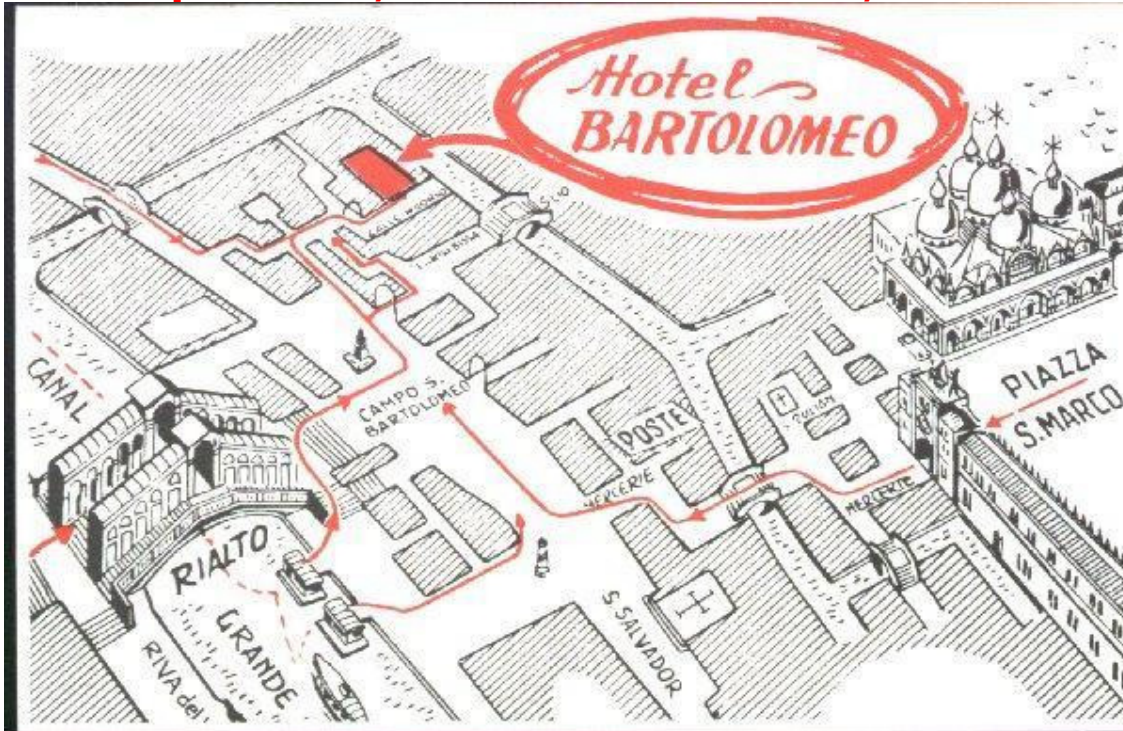 Hotel
BARTOLOMEO
CANAL
CAMPO S.
BARTOLOMEO
POSTE
MERCERIE
MERCERIE
PIAZZA
S. MARCO
RIALTO
GRANDE
RIVA del
S. SALVADOR